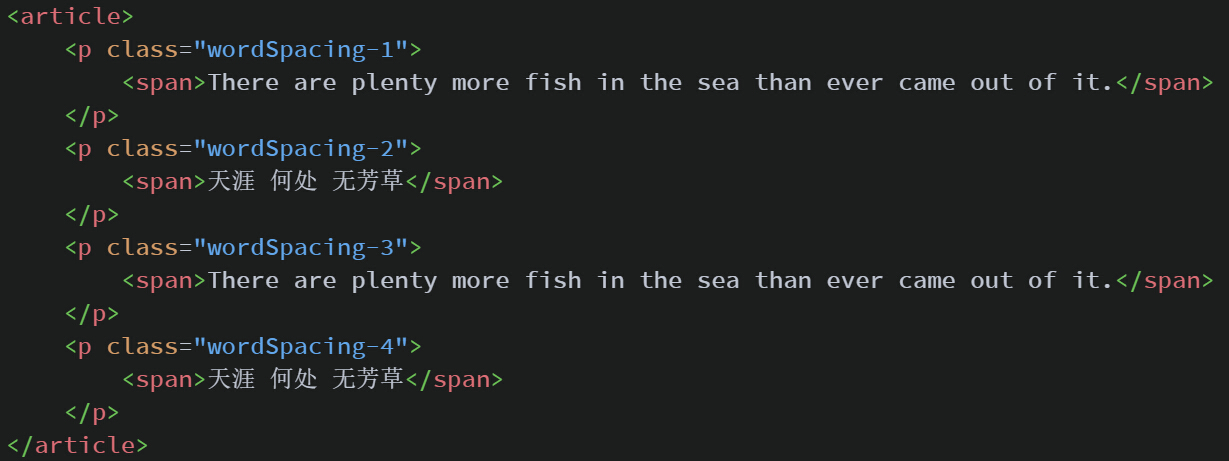 <article>
    <p class="wordSpacing-1">
        <span>There are plenty more fish in the sea than ever came out of it.</span>
    </p>
    <p class="wordSpacing-2">
        <span>天涯 何处 无芳草</span>
    </p>
    <p class="wordSpacing-3">
        <span>There are plenty more fish in the sea than ever came out of it.</span>
    </p>
    <p class="wordSpacing-4">
        <span>天涯 何处 无芳草</span>
    </p>
</article>